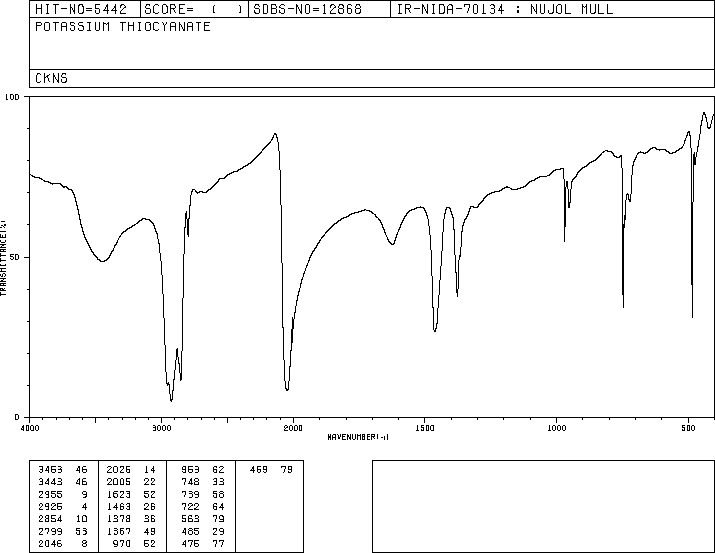 HIT-NO=5442 SCORE= ( ) SDBS-NO=12868 IR-NIDA-70134 : NUJOL MULL
POTASSIUM THIOCYANATE
CKNS
100
50
0
TRANSMITTANCE(%)
4000 3000 2000 1500 1000 500
WAVENUMBER(-1)
3463 46 2026 14 953 62 469 79
3443 46 2005 22 748 33
2955 9 1623 52 739 58
2925 4 1463 26 722 64
2854 10 1378 36 563 79
2799 53 1367 49 485 29
2046 8 970 52 476 77